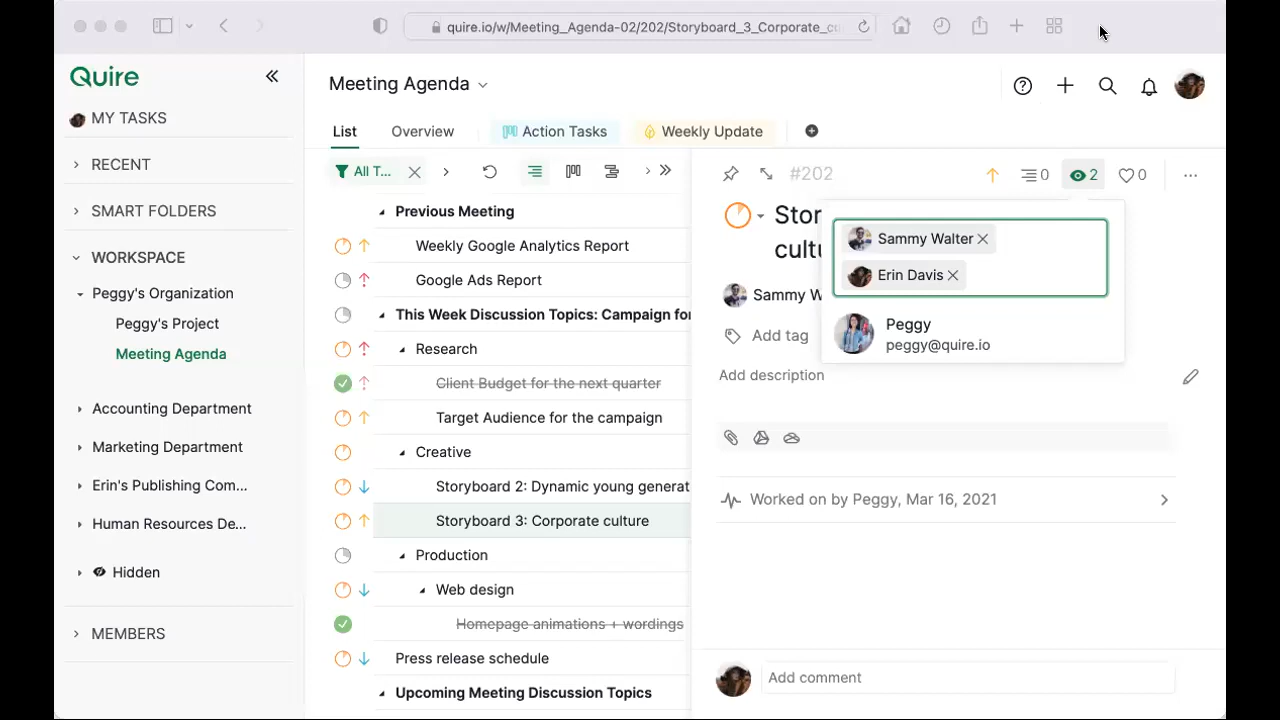 quire.io/w/Meeting_Agenda-02/202/Storyboard_3_Corporate_c
Quire
MY TASKS
RECENT
SMART FOLDERS
WORKSPACE
Peggy's Organization
Peggy's Project
Meeting Agenda
Accounting Department
Marketing Department
Erin's Publishing Com...
Human Resources De...
Hidden
MEMBERS
Meeting Agenda
List
Overview
Action Tasks
Weekly Update
All T...
Previous Meeting
Weekly Google Analytics Report
Google Ads Report
This Week Discussion Topics: Campaign for
Research
Client Budget for the next quarter
Target Audience for the campaign
Creative
Storyboard 2: Dynamic young generat
Storyboard 3: Corporate culture
Production
Web design
Homepage animations + wordings
Press release schedule
Upcoming Meeting Discussion Topics
#202
0
2
0
Stor
cultu
Sammy W
Add tag
Sammy Walter
Erin Davis
Peggy
peggy@quire.io
Add description
Worked on by Peggy, Mar 16, 2021
Add comment